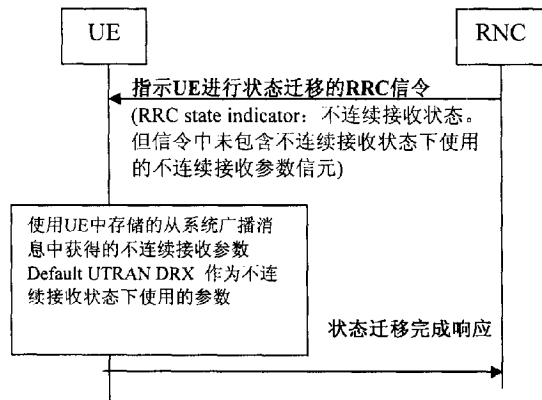 UE
RNC
指示UE进行状态迁移的RRC信令
(RRC state indicator：不连续接收状态。
但信令中未包含不连续接收状态下使用
的不连续接收参数信元)
使用UE中存储的从系统广播消
息中获得的不连续接收参数
Default UTRAN DRX 作为不连
续接收状态下使用的参数
状态迁移完成响应